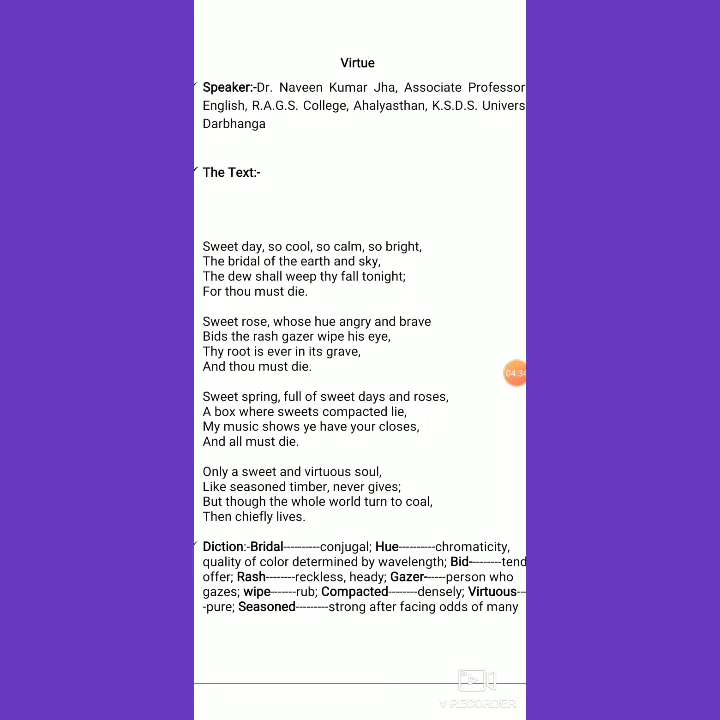 Virtue
Speaker:-Dr. Naveen Kumar Jha, Associate Professor
English, R.A.G.S. College, Ahalyasthan, K.S.D.S. Univers
Darbhanga
The Text:-
Sweet day, so cool, so calm, so bright,
The bridal of the earth and sky,
The dew shall weep thy fall tonight;
For thou must die.
Sweet rose, whose hue angry and brave
Bids the rash gazer wipe his eye,
Thy root is ever in its grave,
And thou must die.
Sweet spring, full of sweet days and roses,
A box where sweets compacted lie,
My music shows ye have your closes,
And all must die.
Only a sweet and virtuous soul,
Like seasoned timber, never gives;
But though the whole world turn to coal,
Then chiefly lives.
Diction:-Bridal----------conjugal; Hue----------chromaticity,
quality of color determined by wavelength; Bid---------tend
offer; Rash--------reckless, heady; Gazer------person who
gazes; wipe-------rub; Compacted--------densely; Virtuous---
-pure; Seasoned---------strong after facing odds of many
04:34
V RECORDER